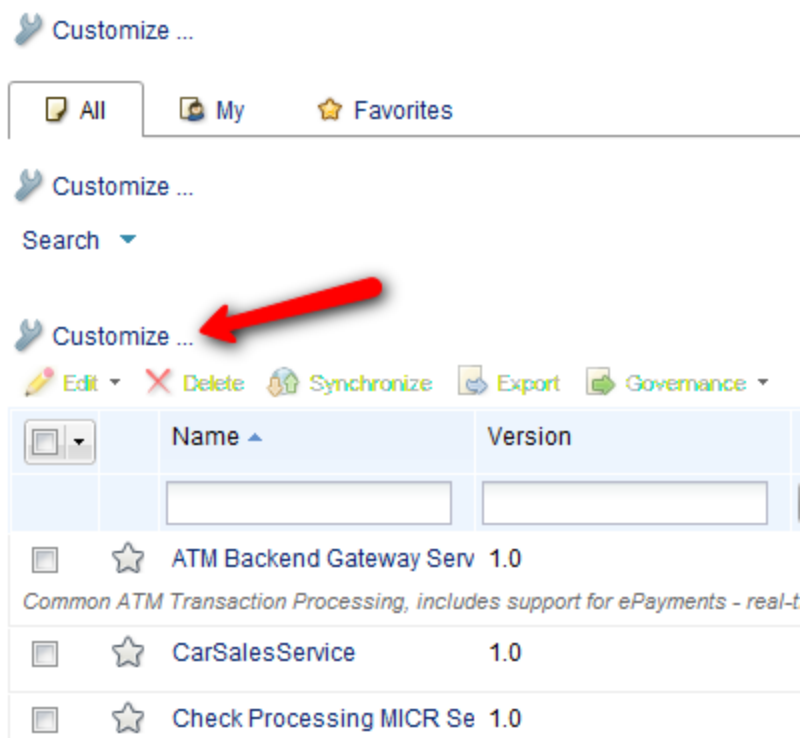 Customize ...
All My Favorites
Customize ...
Search
Customize ...
Edit Delete Synchronize Export Governance
Name Version
ATM Backend Gateway Serv 1.0
Common ATM Transaction Processing, includes support for ePayments - real-t
CarSalesService 1.0
Check Processing MICR Se 1.0